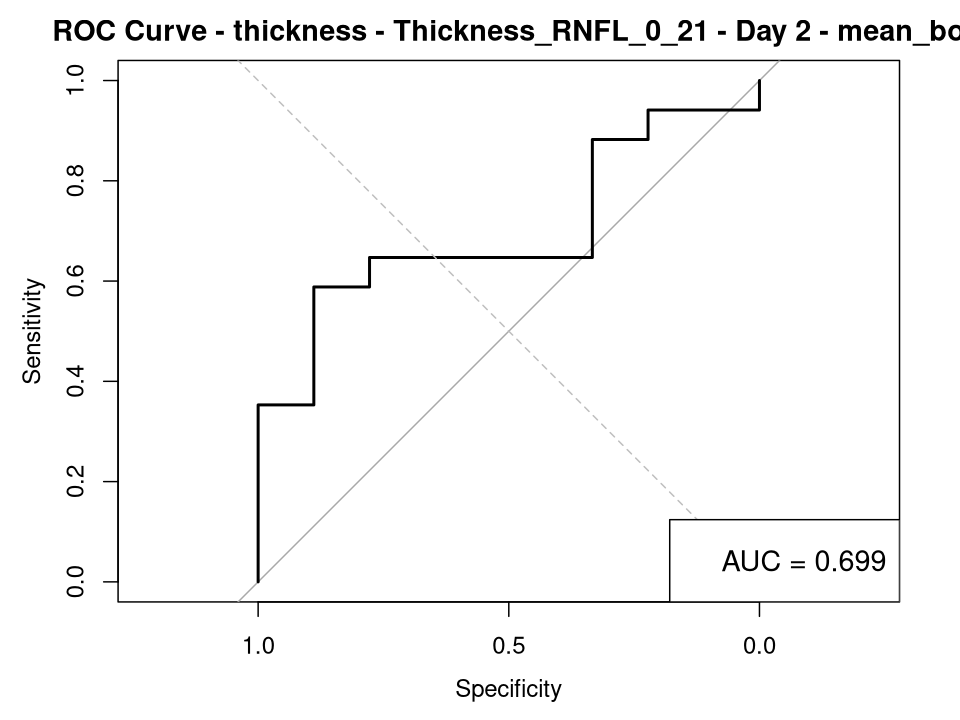 ROC Curve - thickness - Thickness_RNFL_0_21 - Day 2 - mean_bo
1.0
0.8
0.6
0.4
0.2
0.0
Sensitivity
AUC = 0.699
1.0 0.5 0.0
Specificity